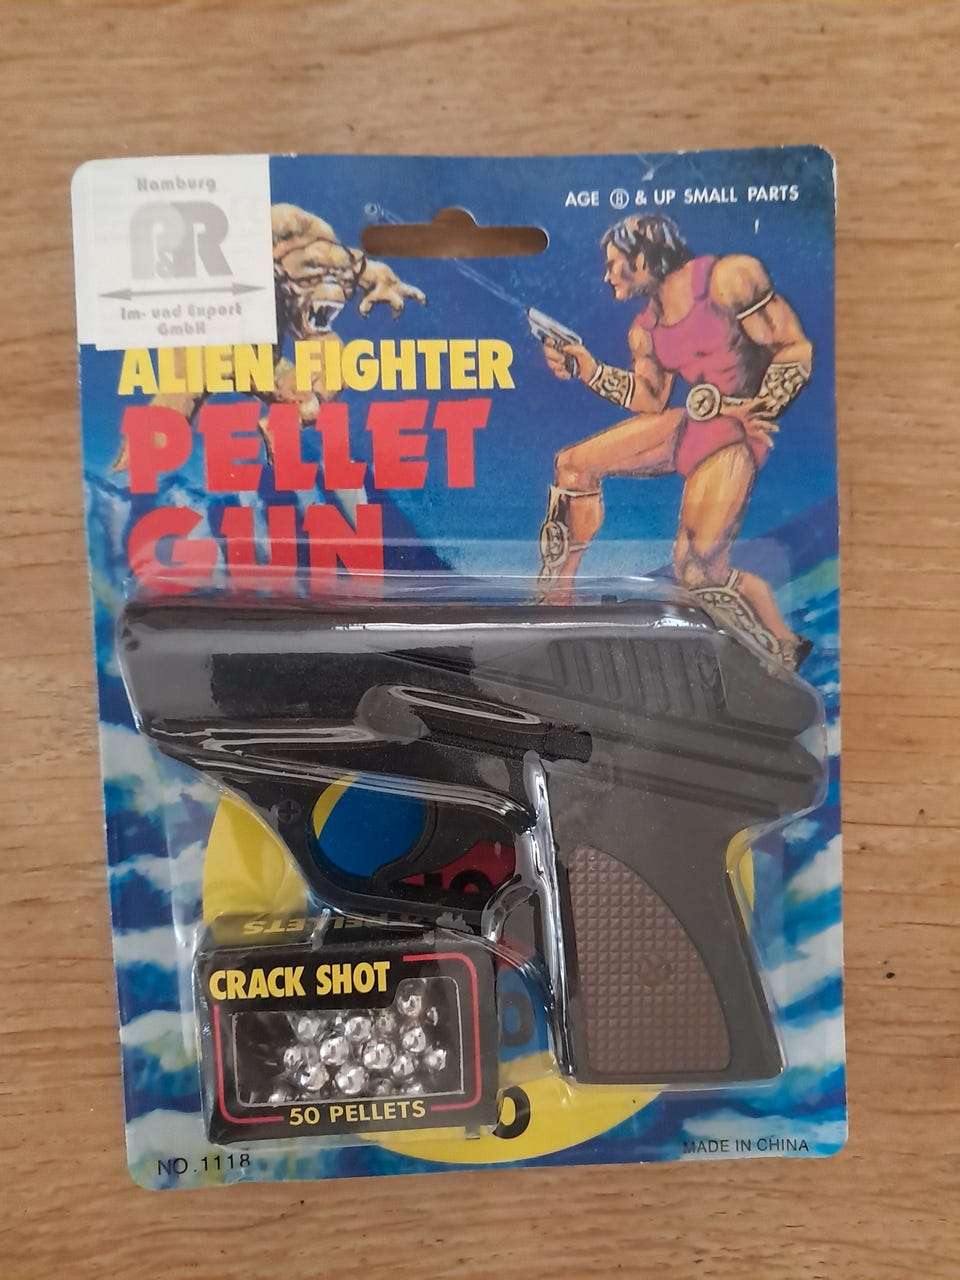 Hamburg
P&R
Im- und Export
GmbH
AGE 8 & UP SMALL PARTS
ALIEN FIGHTER
PELLET
GUN
PELLETS
CRACK SHOT
50 PELLETS
NO.1118
MADE IN CHINA